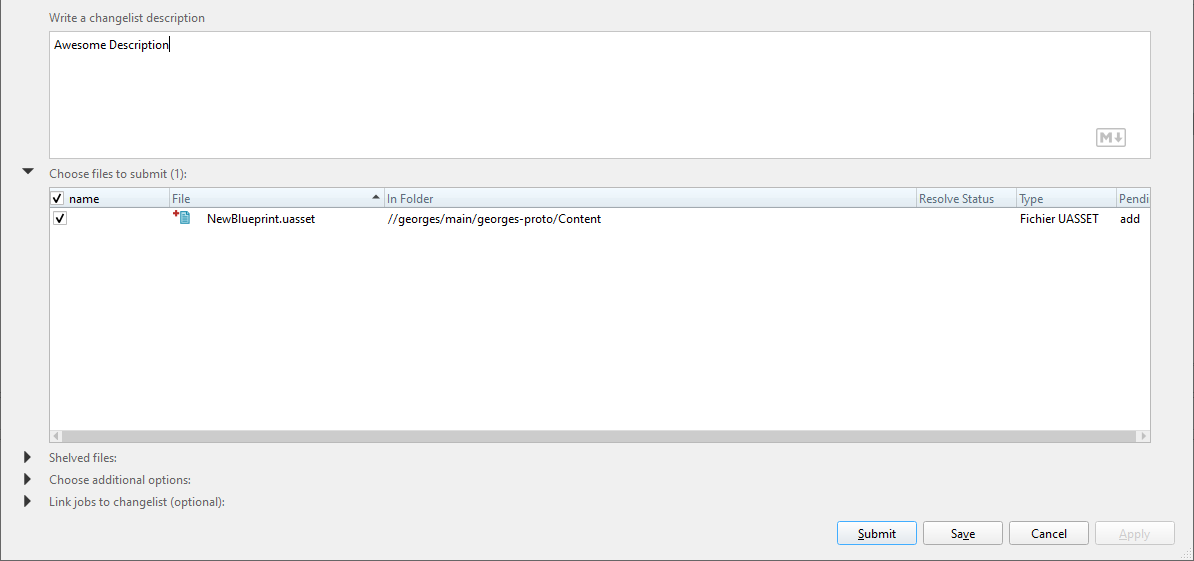 Write a changelist description
Awesome Description
M
Choose files to submit (1):
name File In Folder Resolve Status Type Pendi
NewBlueprint.uasset //georges/main/georges-proto/Content Fichier UASSET add
Shelved files:
Choose additional options:
Link jobs to changelist (optional):
Submit Save Cancel Apply